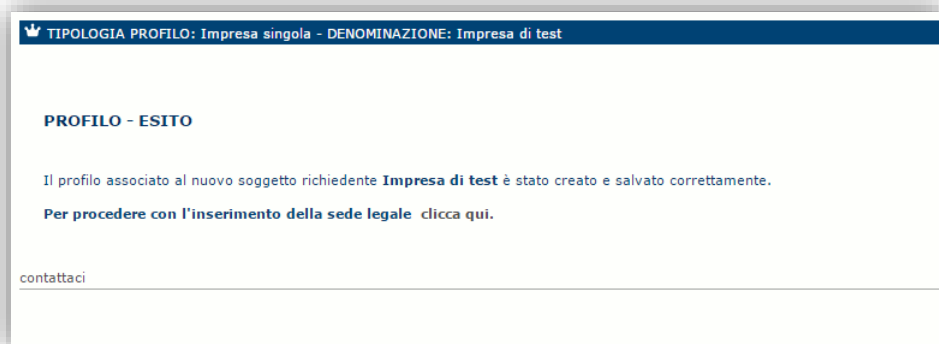 TIPOLOGIA PROFILO: Impresa singola - DENOMINAZIONE: Impresa di test
PROFILO - ESITO
Il profilo associato al nuovo soggetto richiedente Impresa di test è stato creato e salvato correttamente.
Per procedere con l'inserimento della sede legale clicca qui.
contattaci